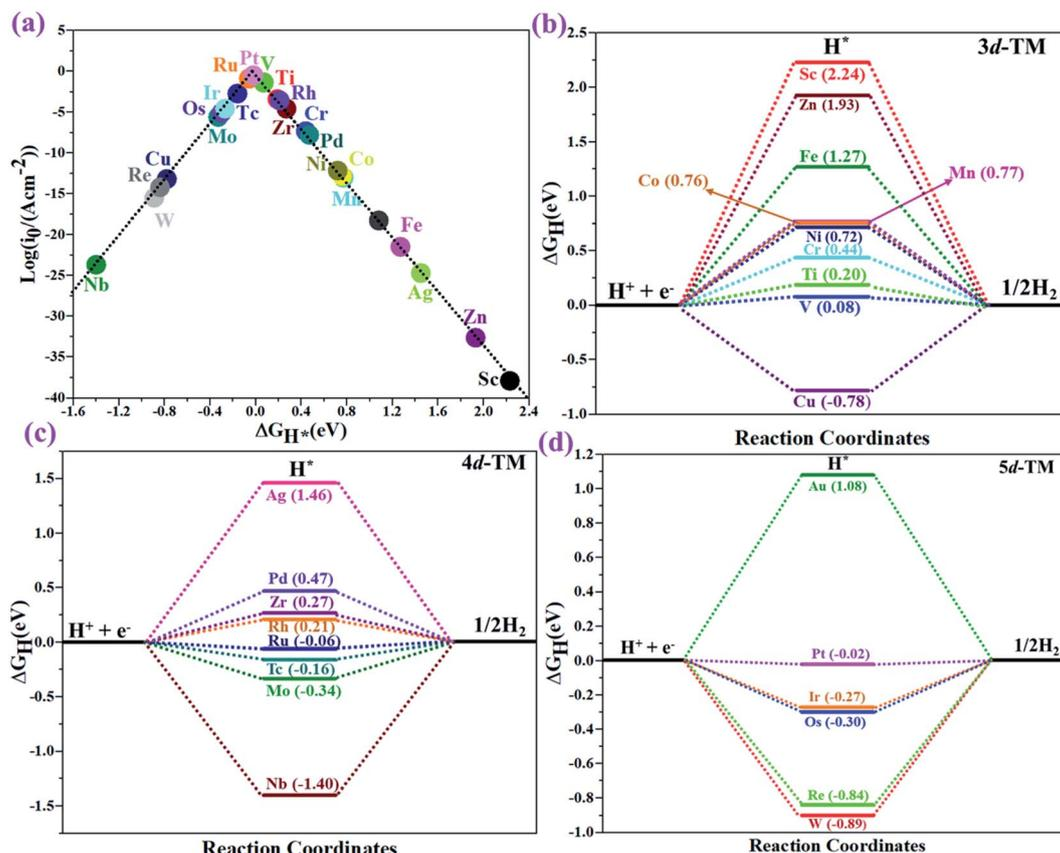 (a)
5
0
-5
-10
-15
-20
-25
-30
-35
-40
Log(i0/(Acm-2))
Pt V
Ru
Ti
Ir
Rh
Os
Tc
Zr
Cr
Mo
Pd
Cu
Ni
Co
Re
Mn
W
Fe
Nb
Ag
Zn
Sc
-1.6 -1.2 -0.8 -0.4 0.0 0.4 0.8 1.2 1.6 2.0 2.4
ΔGH*(eV)
(b)
2.5
2.0
1.5
1.0
0.5
0.0
-0.5
-1.0
ΔGH(eV)
H*
3d-TM
Sc (2.24)
Zn (1.93)
Fe (1.27)
Co (0.76)
Mn (0.77)
Ni (0.72)
Cr (0.44)
Ti (0.20)
V (0.08)
H+ + e-
1/2H2
Cu (-0.78)
Reaction Coordinates
(c)
1.5
1.0
0.5
0.0
-0.5
-1.0
-1.5
ΔGH(eV)
H*
4d-TM
Ag (1.46)
Pd (0.47)
Zr (0.27)
Rh (0.21)
H+ + e-
1/2H2
Ru (-0.06)
Tc (-0.16)
Mo (-0.34)
Nb (-1.40)
Reaction Coordinates
(d)
1.2
1.0
0.8
0.6
0.4
0.2
0.0
-0.2
-0.4
-0.6
-0.8
-1.0
ΔGH(eV)
H*
5d-TM
Au (1.08)
H+ + e-
1/2H2
Pt (-0.02)
Ir (-0.27)
Os (-0.30)
Re (-0.84)
W (-0.89)
Reaction Coordinates